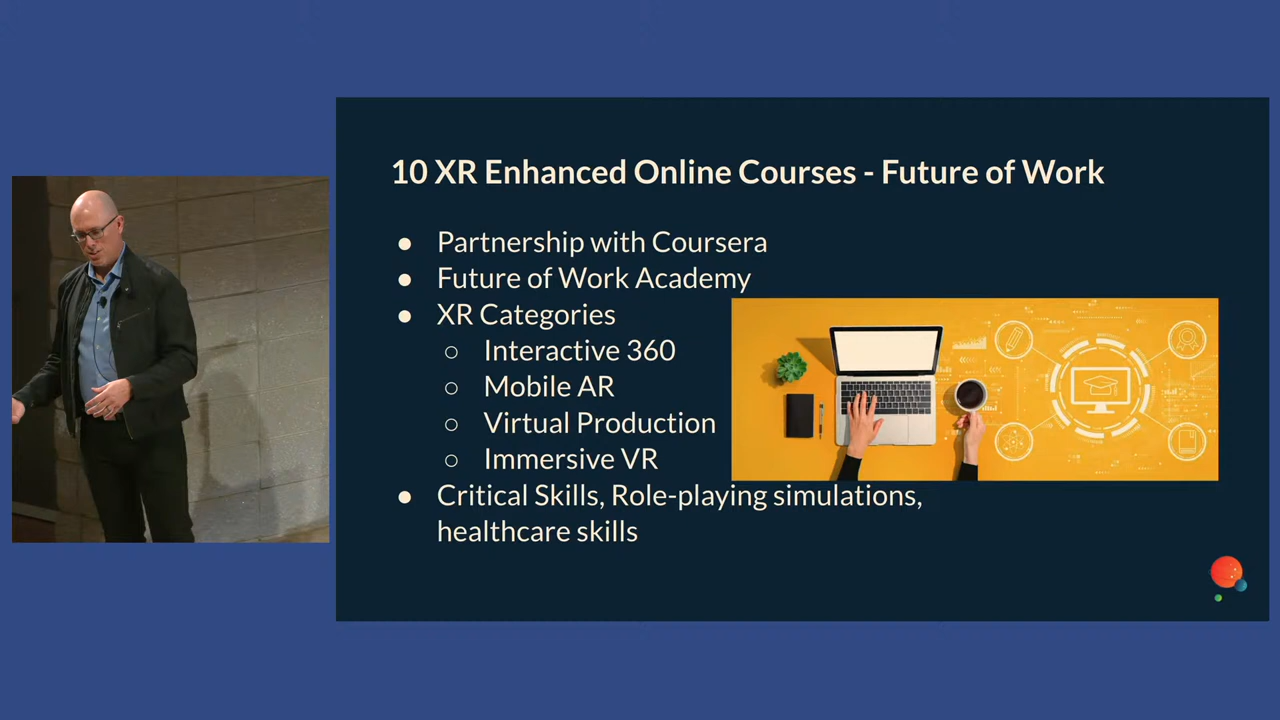 10 XR Enhanced Online Courses - Future of Work
● Partnership with Coursera
● Future of Work Academy
● XR Categories
○ Interactive 360
○ Mobile AR
○ Virtual Production
○ Immersive VR
● Critical Skills, Role-playing simulations,
healthcare skills